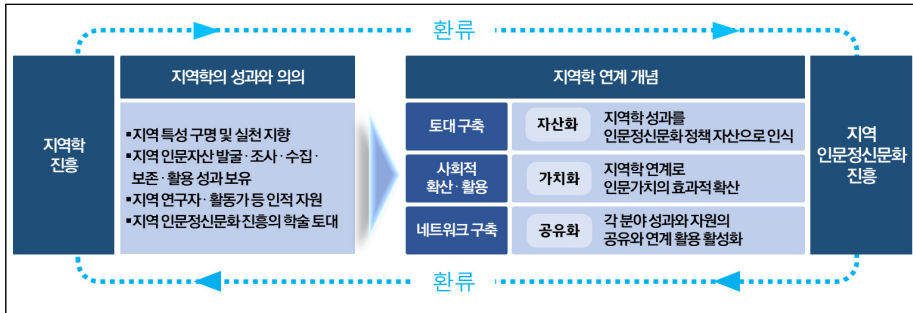 환류
지역학
진흥
지역학의 성과와 의의
▪지역 특성 구명 및 실천 지향
▪지역 인문자산 발굴·조사·수집·
보존·활용 성과 보유
▪지역 연구자·활동가 등 인적 자원
▪지역 인문정신문화 진흥의 학술 토대
지역학 연계 개념
토대 구축
자산화
지역학 성과를
인문정신문화 정책 자산으로 인식
사회적
확산·활용
가치화
지역학 연계로
인문가치의 효과적 확산
네트워크 구축
공유화
각 분야 성과와 자원의
공유와 연계 활용 활성화
지역
인문정신문화
진흥
환류